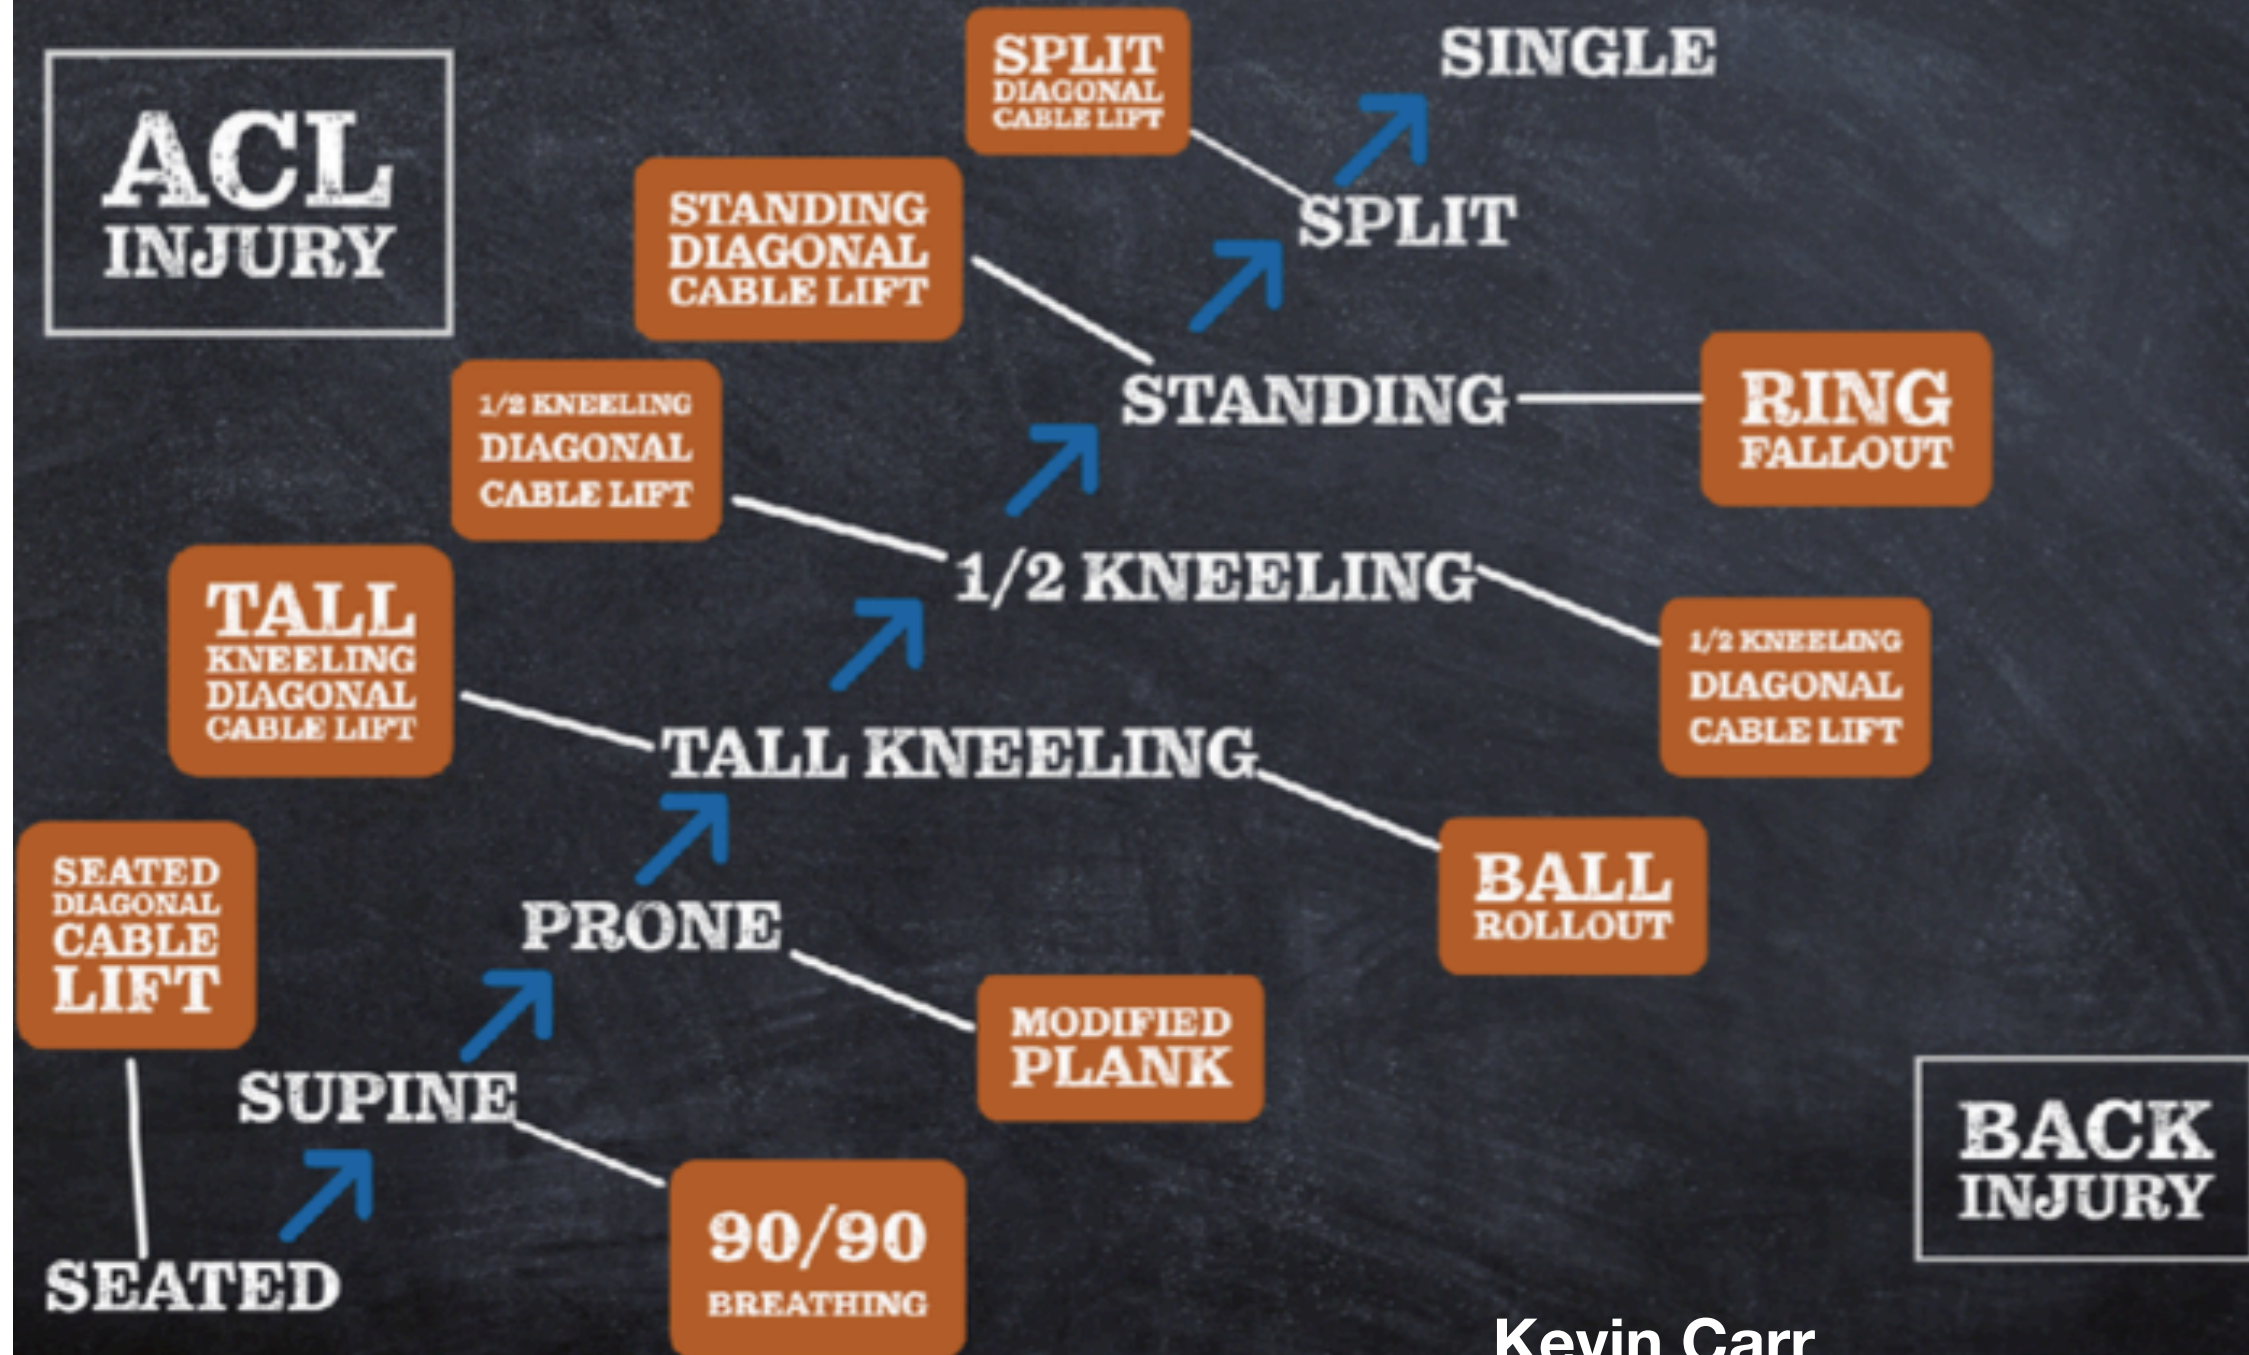 ACL
INJURY
SPLIT
DIAGONAL
CABLE LIFT
SINGLE
STANDING
DIAGONAL
CABLE LIFT
SPLIT
1/2 KNEELING
DIAGONAL
CABLE LIFT
STANDING
RING
FALLOUT
TALL
KNEELING
DIAGONAL
CABLE LIFT
1/2 KNEELING
1/2 KNEELING
DIAGONAL
CABLE LIFT
TALL KNEELING
SEATED
DIAGONAL
CABLE
LIFT
PRONE
BALL
ROLLOUT
SUPINE
MODIFIED
PLANK
BACK
INJURY
SEATED
90/90
BREATHING
Kevin Carr